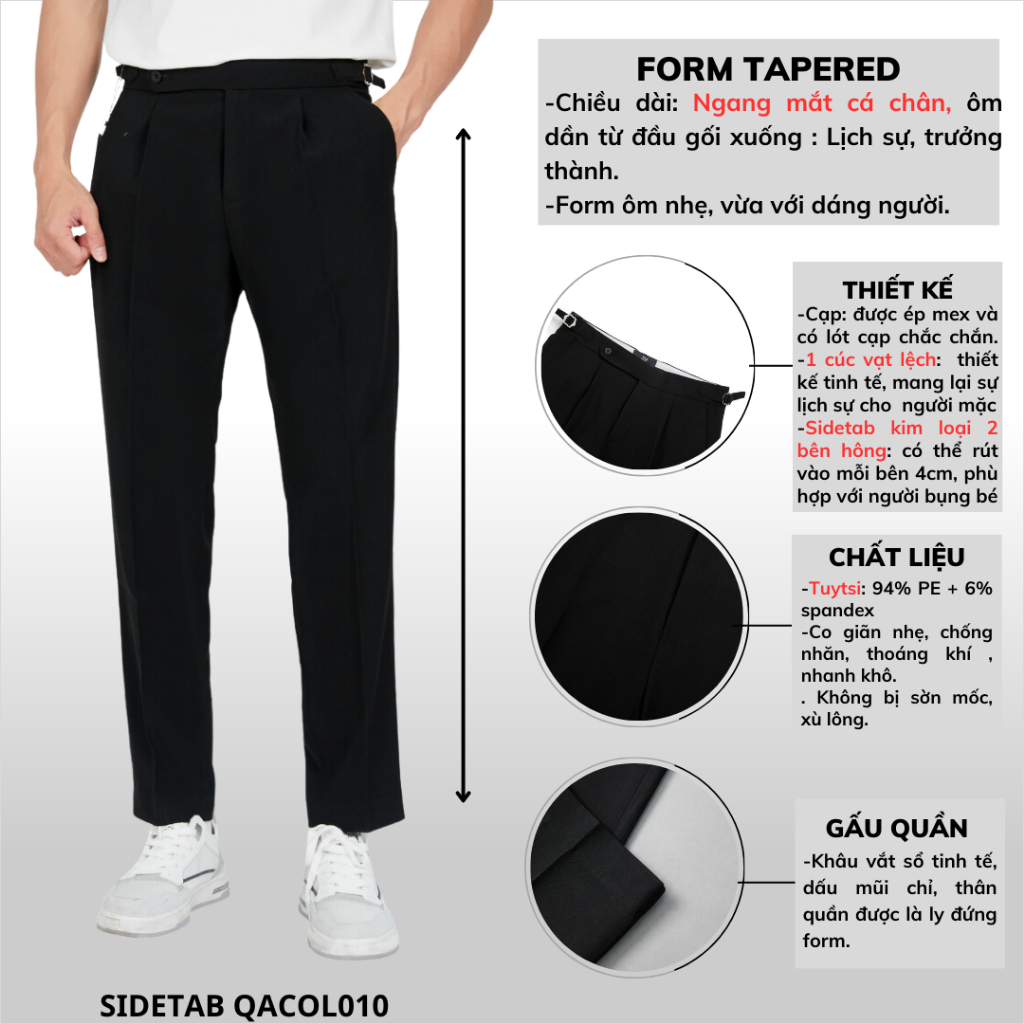 FORM TAPERED
-Chiều dài: Ngang mắt cá chân, ôm
dần từ đầu gối xuống : Lịch sự, trưởng
thành.
-Form ôm nhẹ, vừa với dáng người.
THIẾT KẾ
-Cạp: được ép mex và
có lót cạp chắc chắn.
-1 cúc vạt lệch: thiết
kế tinh tế, mang lại sự
lịch sự cho người mặc
-Sidetab kim loại 2
bên hông: có thể rút
vào mỗi bên 4cm, phù
hợp với người bụng bé
CHẤT LIỆU
-Tuytsi: 94% PE + 6%
spandex
-Co giãn nhẹ, chống
nhăn, thoáng khí ,
nhanh khô.
. Không bị sờn mốc,
xù lông.
GẤU QUẦN
-Khâu vắt sổ tinh tế,
dấu mũi chỉ, thân
quần được là ly đứng
form.
SIDETAB QACOL010